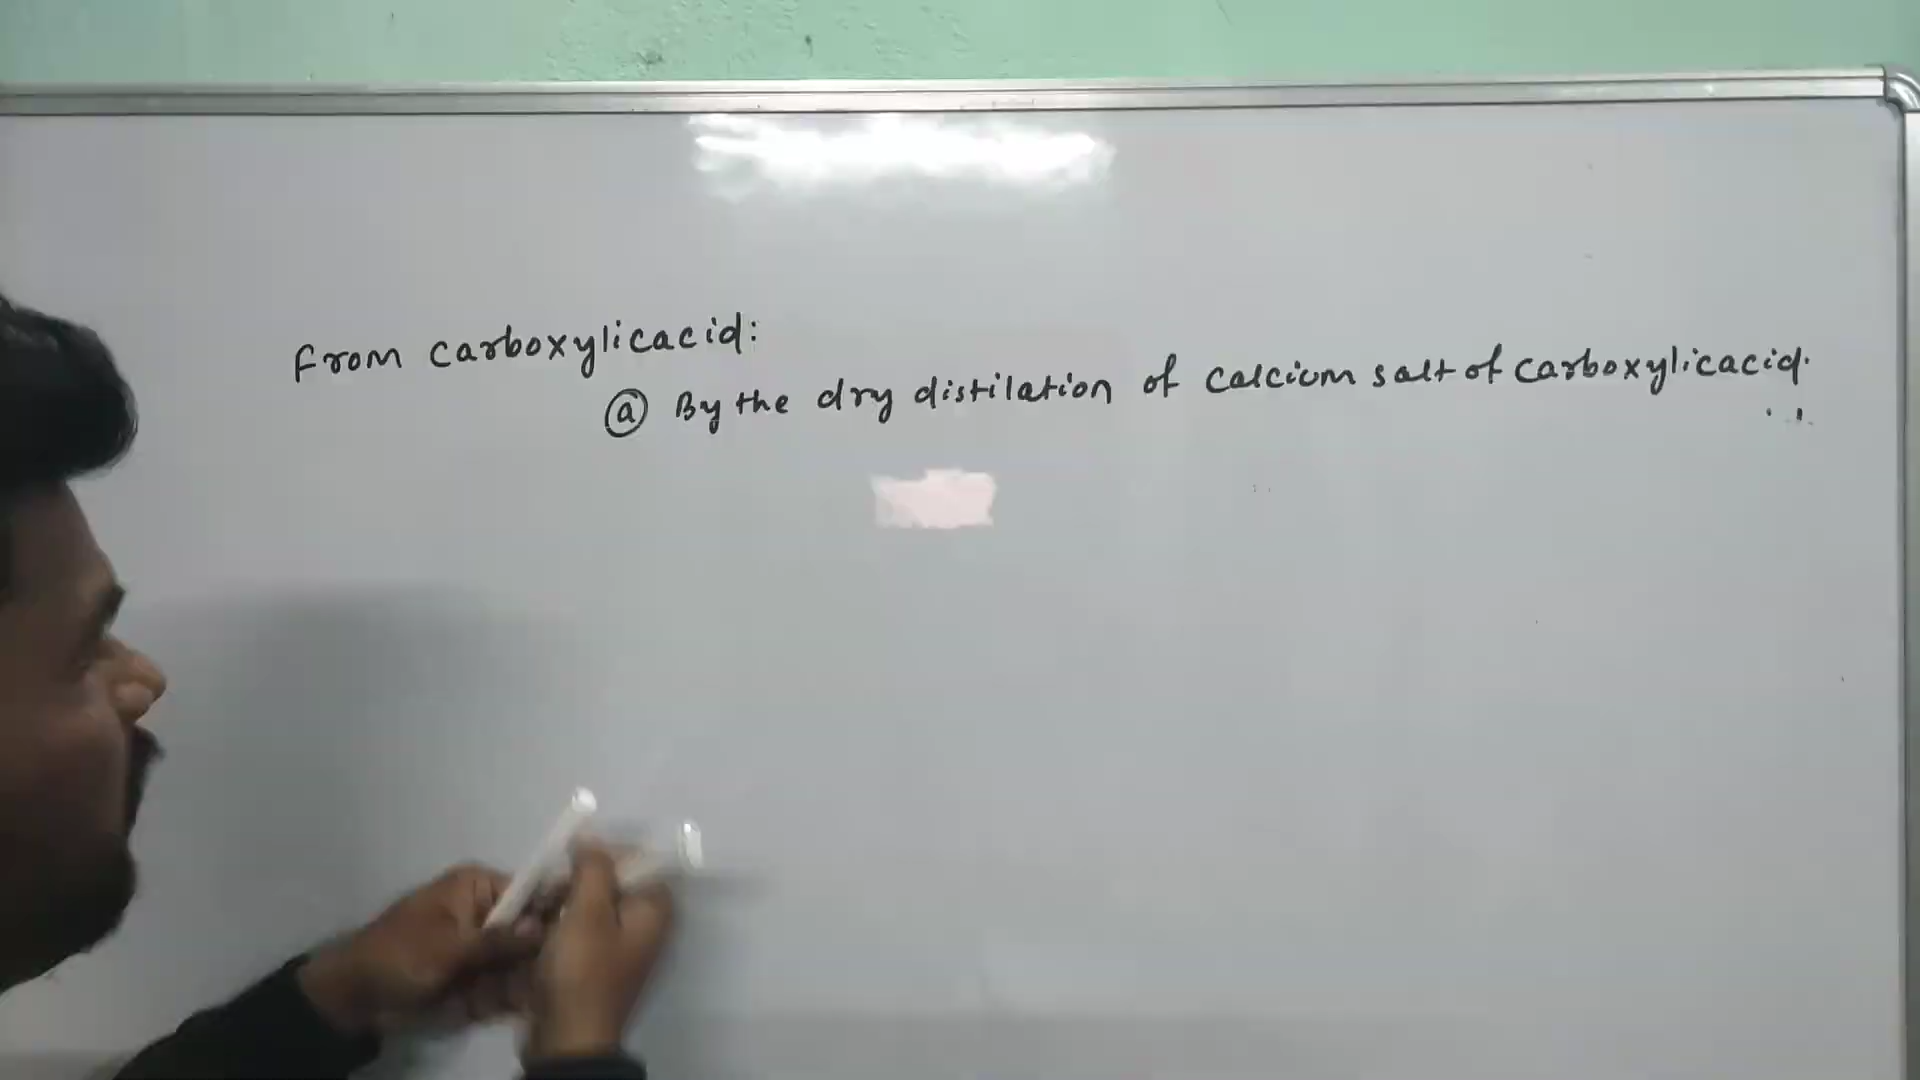 From carboxylicacid:
ⓐ By the dry distilation of calcium salt of carboxylicacid.